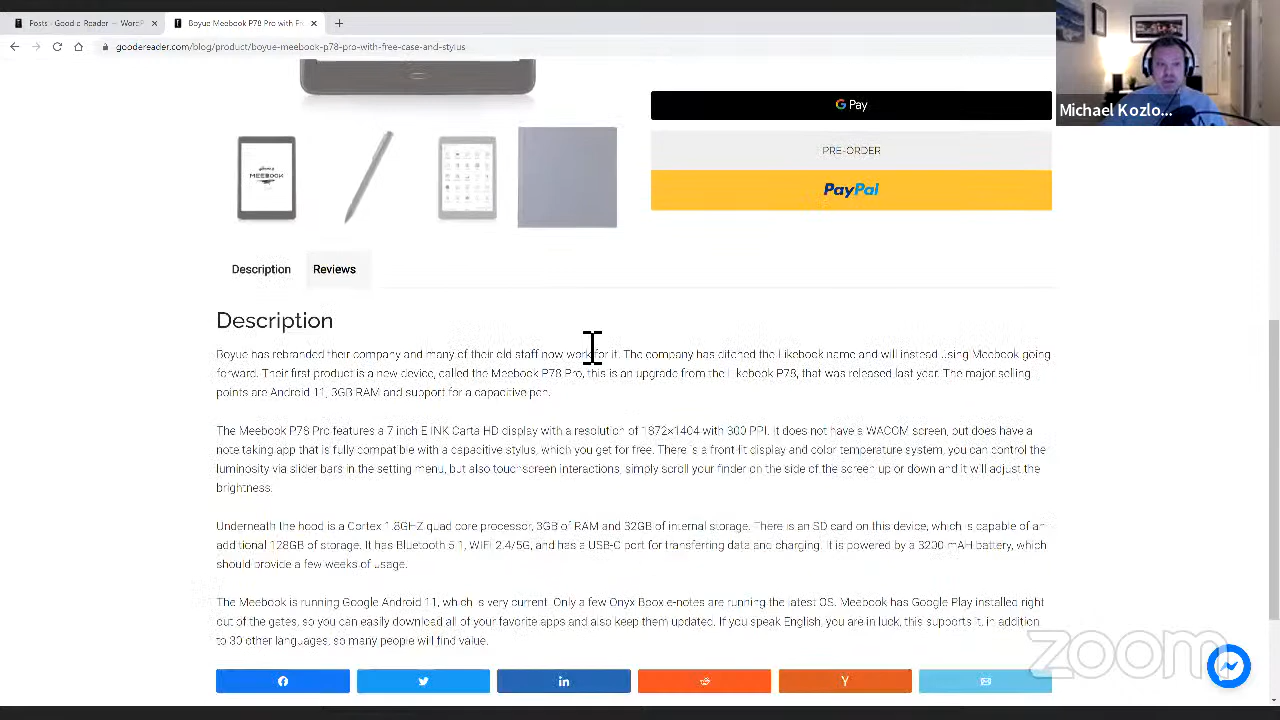 Posts - Good e-Reader — WordP
Boyue Meebook P78 Pro with Fre
goodereader.com/blog/product/boyue-meebook-p78-pro-with-free-case-and-stylus
Michael Kozlo...
G Pay
PRE-ORDER
PayPal
MEEBOOK
Description
Reviews
Description
Boyue has rebranded their company and many of their old staff now work for it. The company has ditched the Likebook name and will instead using Meebook going
forward. Their first product is a new device, called the Meebook P78 Pro, this is an upgrade from the Likebook P78, that was released last year. The major selling
points are Android 11, 3GB RAM and support for a capacitive pen.
The Meebook P78 Pro features a 7 inch E INK Carta HD display with a resolution of 1872×1404 with 300 PPI. It does not have a WACOM screen, but does have a
note taking app that is fully compatible with a capacitive stylus, which you get for free. There is a front-lit display and color temperature system, you can control the
luminosity via slider bars in the setting menu, but also touchscreen interactions, simply scroll your finder on the side of the screen up or down and it will adjust the
brightness.
Underneath the hood is a Cortex 1.8GHZ quad core processor, 3GB of RAM and 32GB of internal storage. There is an SD card on this device, which is capable of an
additional 128GB of storage. It has Bluetooth 5.1, WIFI 2.4/5G, and has a USB-C port for transferring data and charging. It is powered by a 3200 mAH battery, which
should provide a few weeks of usage.
The Meebook is running Google Android 11, which is very current. Only a few Onyx Boox e-notes are running the latest OS. Meebook has Google Play installed right
out of the gates, so you can easily download all of your favorite apps and also keep them updated. If you speak English, you are in luck, this supports it, in addition
to 30 other languages, so many people will find value.
zoom